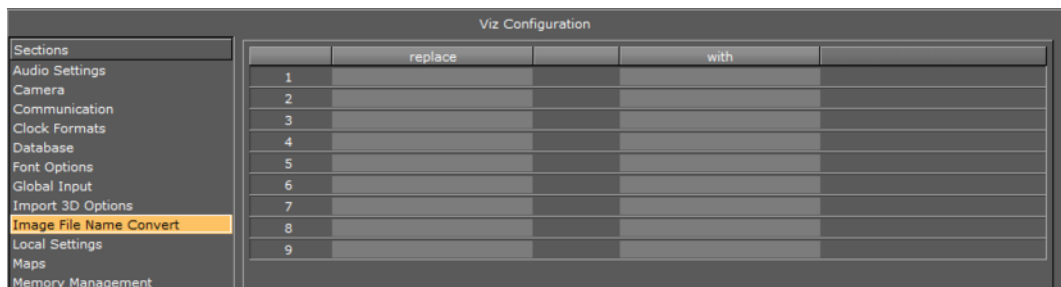 Viz Configuration
Sections
Audio Settings
Camera
Communication
Clock Formats
Database
Font Options
Global Input
Import 3D Options
Image File Name Convert
Local Settings
Maps
Memory Management
replace with
1
2
3
4
5
6
7
8
9